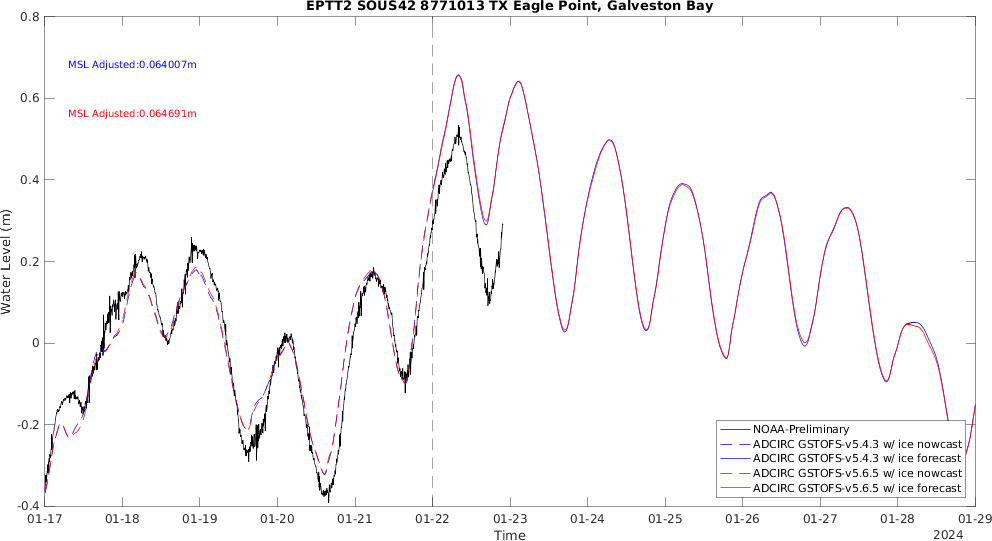 EPTT2 SOUS42 8771013 TX Eagle Point, Galveston Bay
0.8
MSL Adjusted:0.064007m
0.6
MSL Adjusted:0.064691m
0.4
0.2
Water Level (m)
0
-0.2
NOAA-Preliminary
ADCIRC GSTOFS-v5.4.3 w/ ice nowcast
ADCIRC GSTOFS-v5.4.3 w/ ice forecast
ADCIRC GSTOFS-v5.6.5 w/ ice nowcast
ADCIRC GSTOFS-v5.6.5 w/ ice forecast
-0.4
01-17 01-18 01-19 01-20 01-21 01-22 01-23 01-24 01-25 01-26 01-27 01-28 01-29
Time
2024